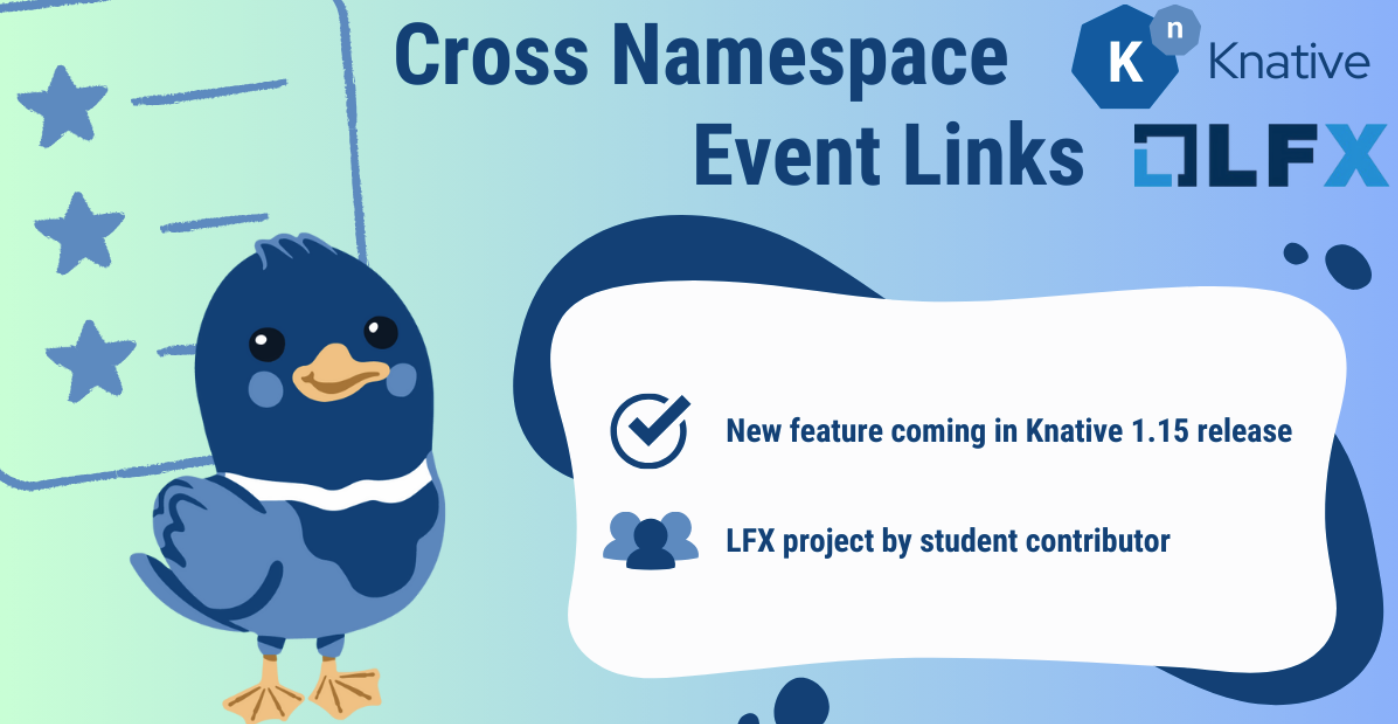 Cross Namespace
Event Links
K n Knative
LFX
New feature coming in Knative 1.15 release
LFX project by student contributor